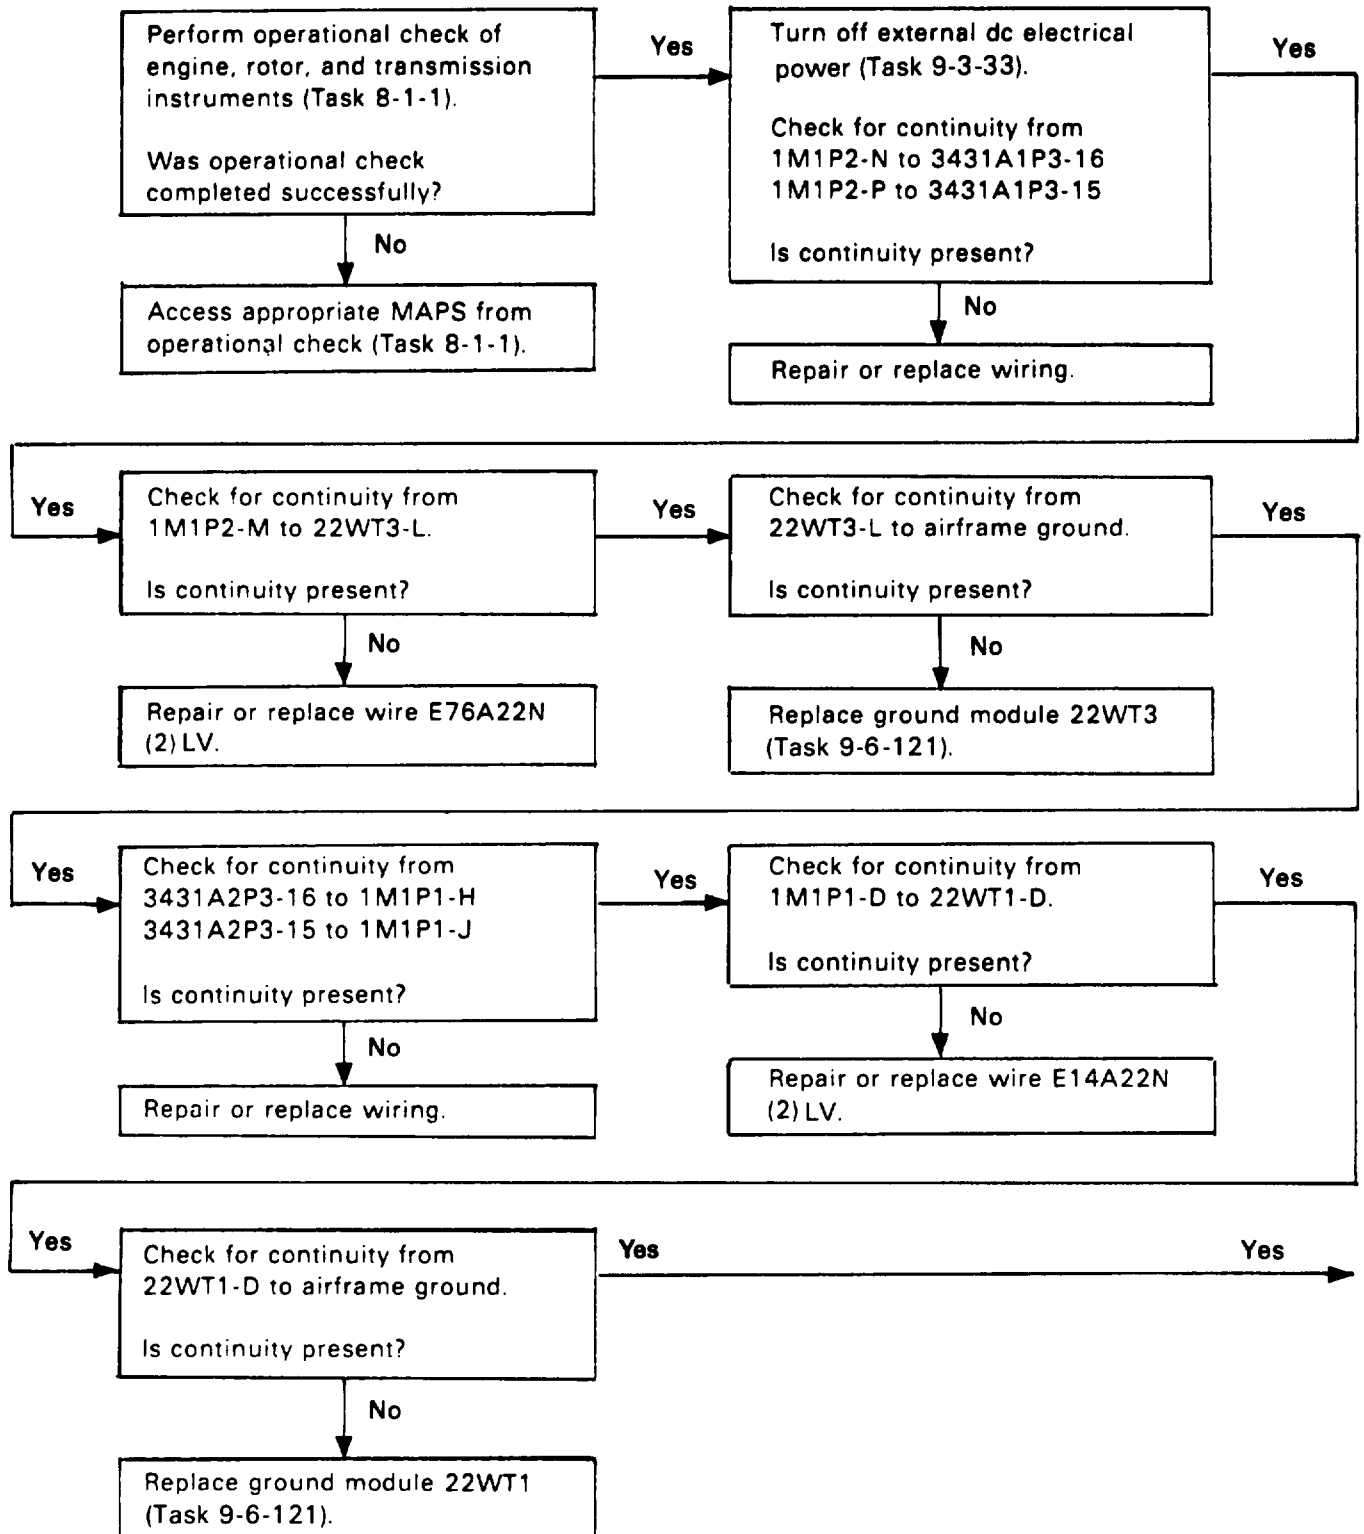 Perform operational check of
engine, rotor, and transmission
instruments (Task 8-1-1).
Was operational check
completed successfully?
Yes
Turn off external dc electrical
power (Task 9-3-33).
Check for continuity from
1M1P2-N to 3431A1P3-16
1M1P2-P to 3431A1P3-15
Is continuity present?
Yes
No
Access appropriate MAPS from
operational check (Task 8-1-1).
No
Repair or replace wiring.
Yes
Check for continuity from
1M1P2-M to 22WT3-L.
Is continuity present?
Yes
Check for continuity from
22WT3-L to airframe ground.
Is continuity present?
Yes
No
Repair or replace wire E76A22N
(2) LV.
No
Replace ground module 22WT3
(Task 9-6-121).
Yes
Check for continuity from
3431A2P3-16 to 1M1P1-H
3431A2P3-15 to 1M1P1-J
Is continuity present?
Yes
Check for continuity from
1M1P1-D to 22WT1-D.
Is continuity present?
Yes
No
Repair or replace wiring.
No
Repair or replace wire E14A22N
(2) LV.
Yes
Check for continuity from
22WT1-D to airframe ground.
Is continuity present?
Yes
Yes
No
Replace ground module 22WT1
(Task 9-6-121).